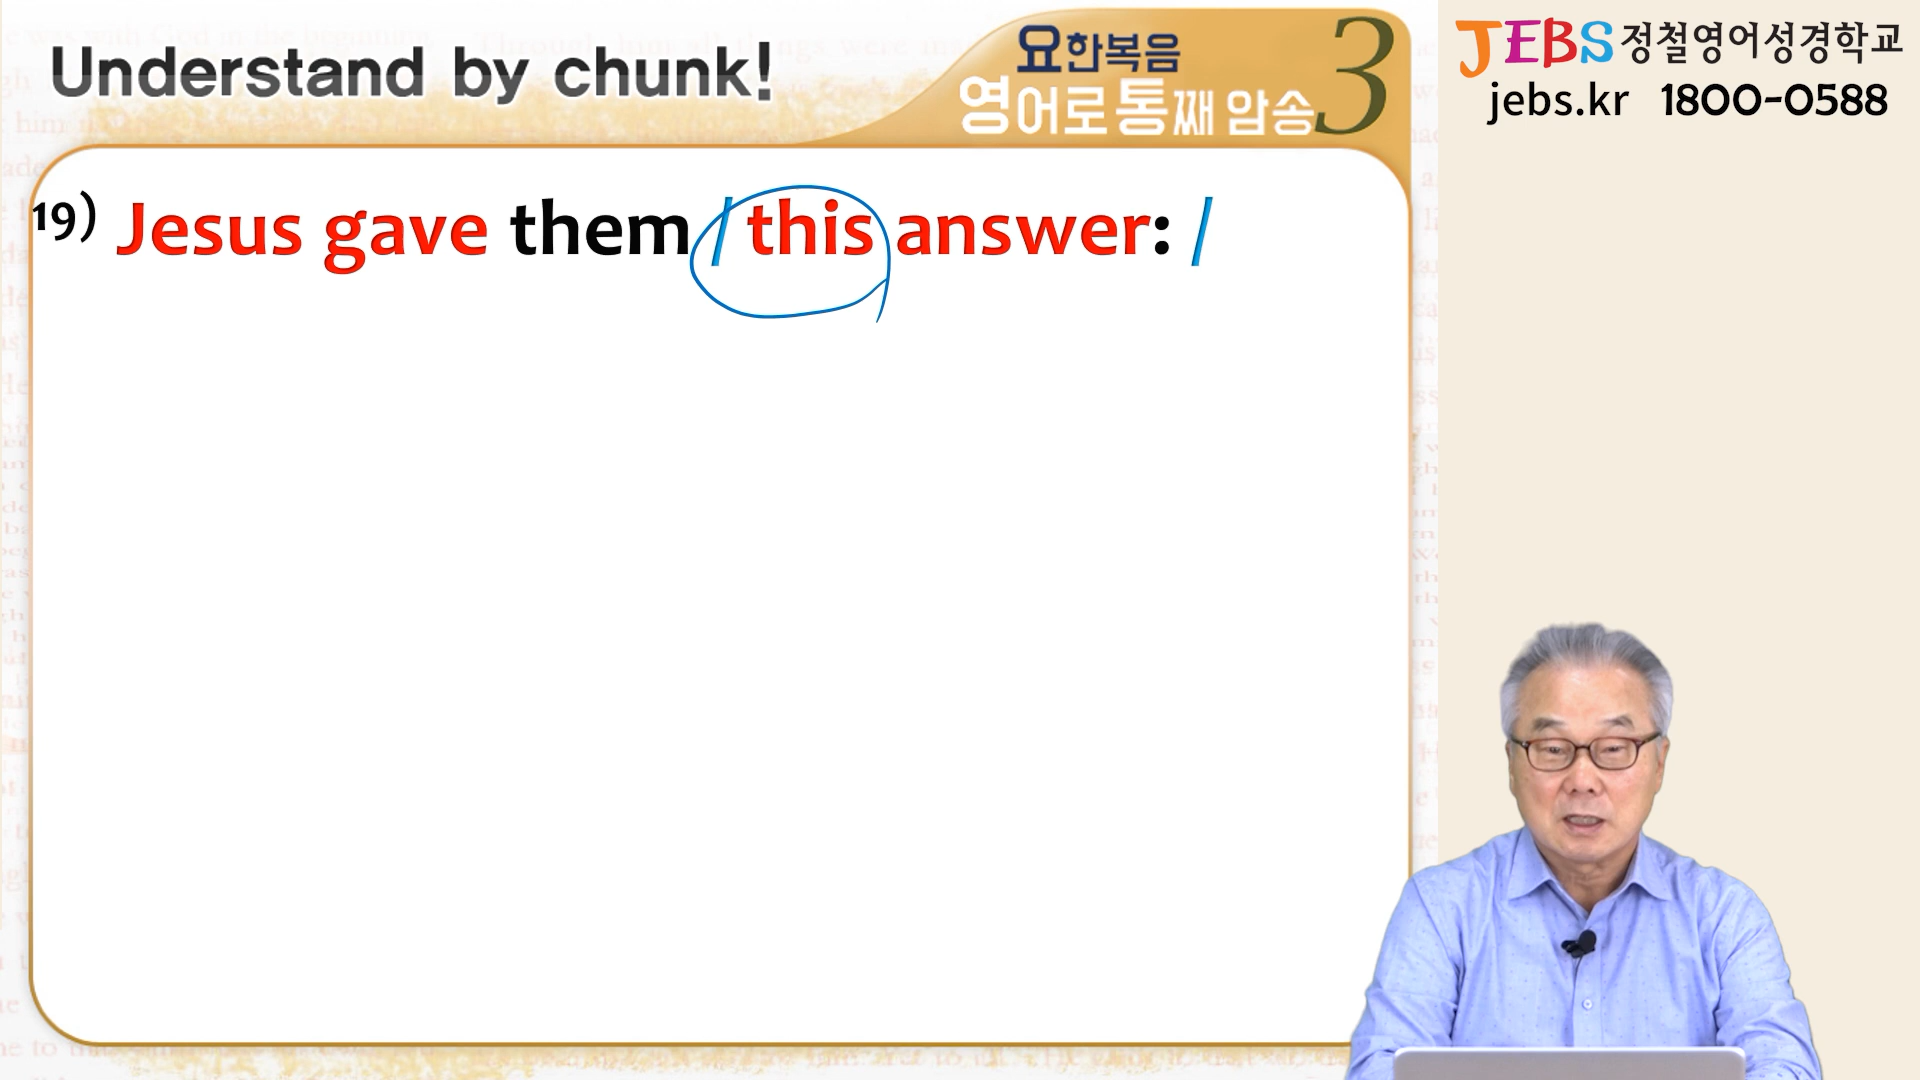 Understand by chunk!
요한복음
영어로 통째 암송 3
JEBS 정철영어성경학교
jebs.kr 1800-0588
19) Jesus gave them / this answer: /